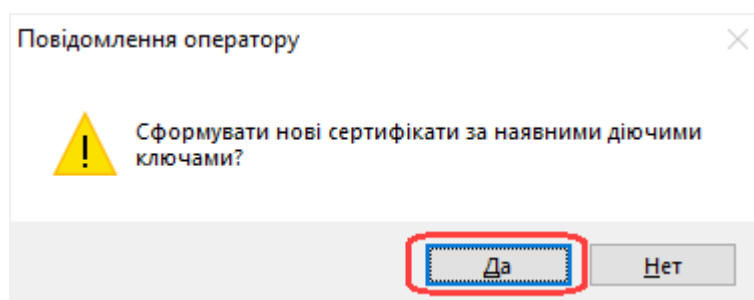 Повідомлення оператору
Сформувати нові сертифікати за наявними діючими
ключами?
Да
Нет